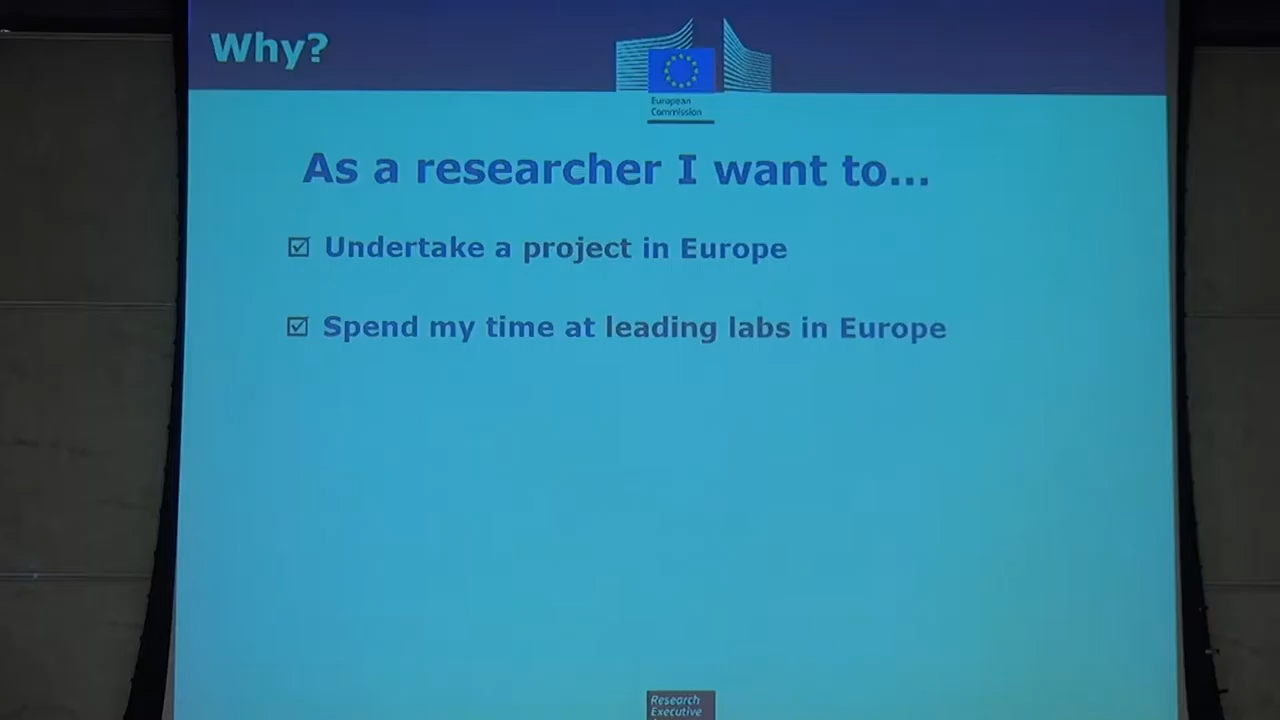 Why?
European
Commission
As a researcher I want to...
☑ Undertake a project in Europe
☑ Spend my time at leading labs in Europe
Research
Executive